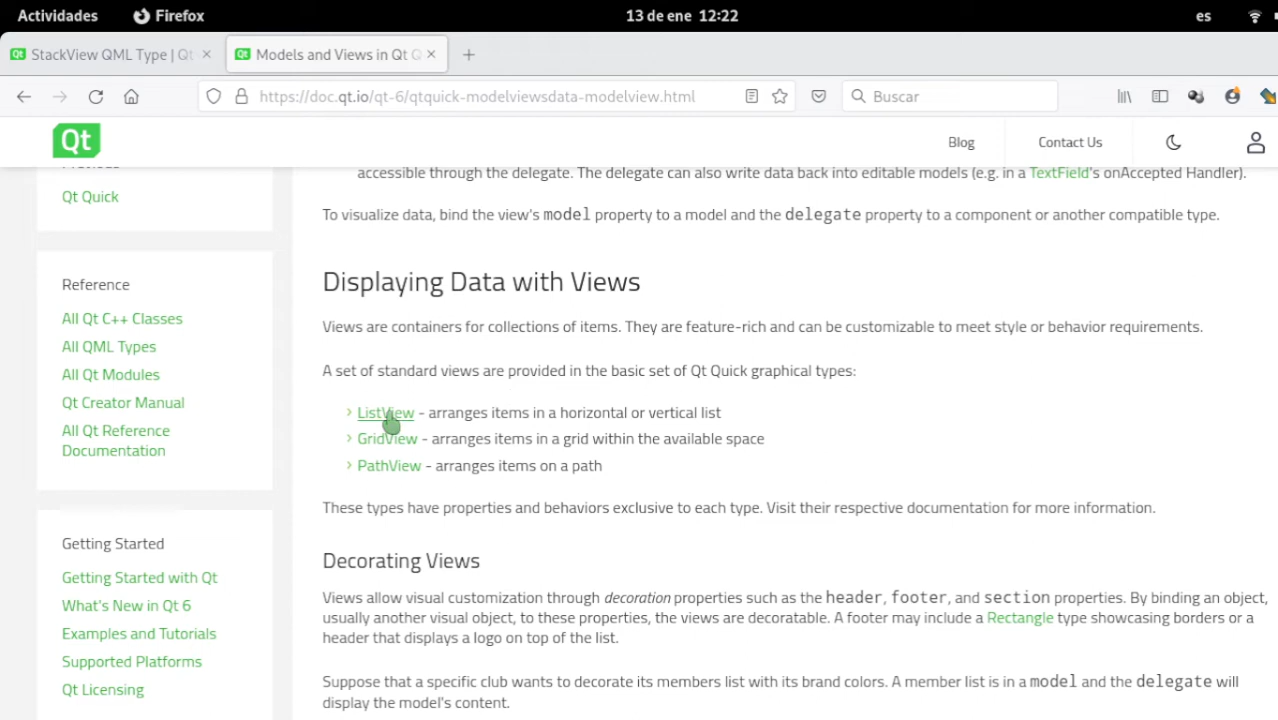 Actividades Firefox 13 de ene 12:22 es
StackView QML Type | Qt Models and Views in Qt Q
https://doc.qt.io/qt-6/qtquick-modelviewsdata-modelview.html Buscar
Qt Blog Contact Us
Qt Quick
Reference
All Qt C++ Classes
All QML Types
All Qt Modules
Qt Creator Manual
All Qt Reference
Documentation
Getting Started
Getting Started with Qt
What's New in Qt 6
Examples and Tutorials
Supported Platforms
Qt Licensing
accessible through the delegate. The delegate can also write data back into editable models (e.g. in a TextField's onAccepted Handler).
To visualize data, bind the view's model property to a model and the delegate property to a component or another compatible type.
Displaying Data with Views
Views are containers for collections of items. They are feature-rich and can be customizable to meet style or behavior requirements.
A set of standard views are provided in the basic set of Qt Quick graphical types:
ListView - arranges items in a horizontal or vertical list
GridView - arranges items in a grid within the available space
PathView - arranges items on a path
These types have properties and behaviors exclusive to each type. Visit their respective documentation for more information.
Decorating Views
Views allow visual customization through decoration properties such as the header, footer, and section properties. By binding an object,
usually another visual object, to these properties, the views are decoratable. A footer may include a Rectangle type showcasing borders or a
header that displays a logo on top of the list.
Suppose that a specific club wants to decorate its members list with its brand colors. A member list is in a model and the delegate will
display the model's content.